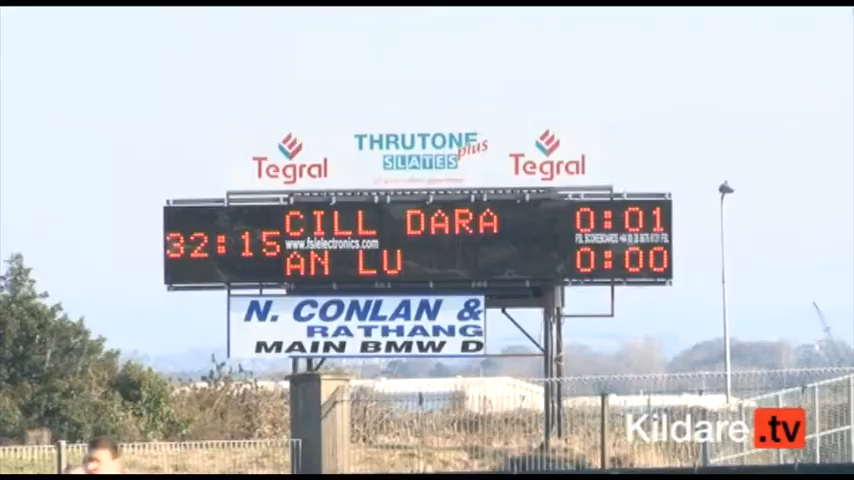 THRUTONE plus
SLATES
Tegral
Tegral
CILL DARA 0:01
32:15
www.fslelectronics.com
AN LU 0:00
N. CONLAN &
RATHANG
MAIN BMW D
Kildare.tv